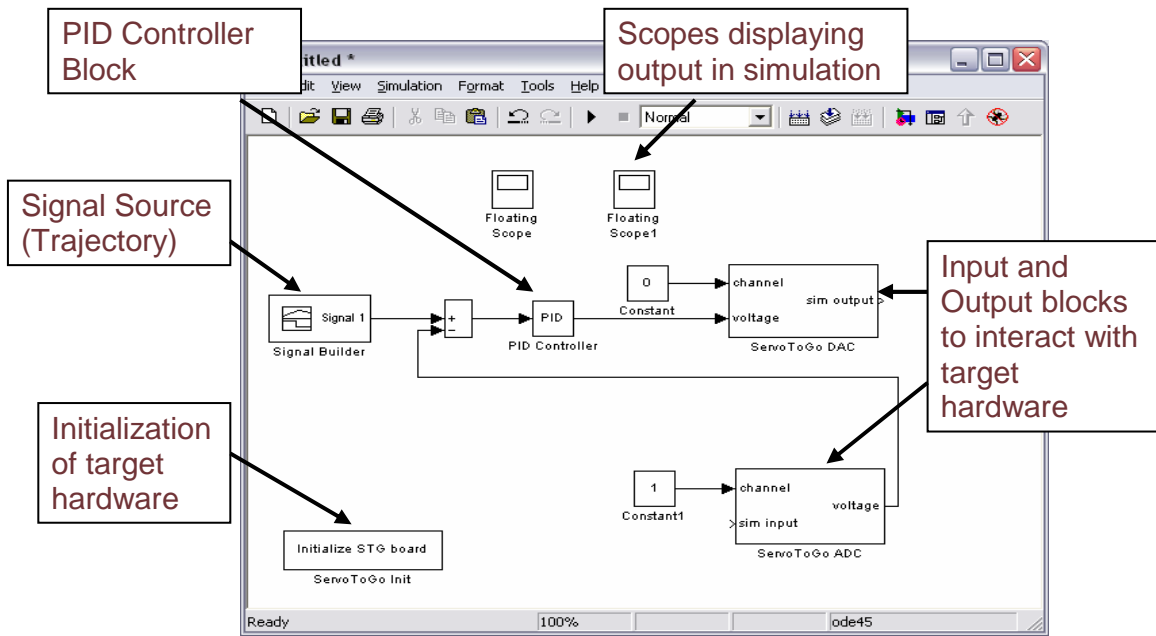 PID Controller
Block
Scopes displaying
output in simulation
itled *
dit View Simulation Format Tools Help
Normal
Signal Source
(Trajectory)
Floating
Scope
Floating
Scope1
Input and
Output blocks
to interact with
target
hardware
0
Constant
channel
sim output
voltage
ServoToGo DAC
Signal 1
Signal Builder
+
−
PID
PID Controller
Initialization
of target
hardware
1
Constant1
channel
voltage
sim input
ServoToGo ADC
Initialize STG board
ServoToGo Init
Ready 100% ode45